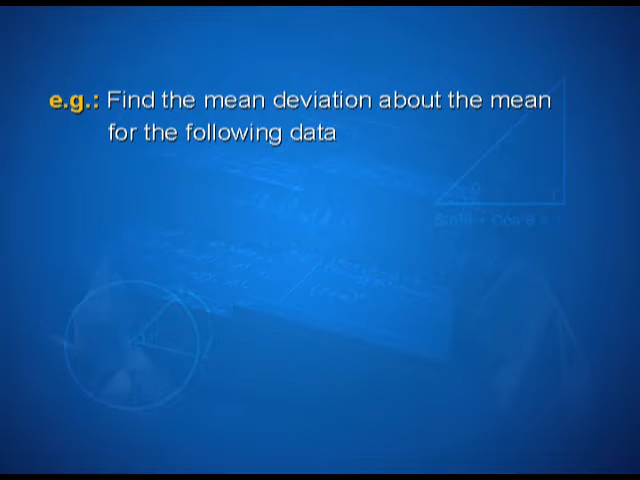 e.g.: Find the mean deviation about the mean
for the following data